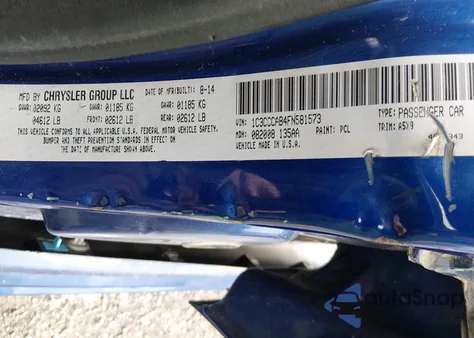 MFD BY CHRYSLER GROUP LLC DATE OF MFR(BUILT): 8-14
GVWR: 02092 KG GAWR: 01185 KG GAWR: 01185 KG
04612 LB FRONT: 02612 LB REAR: 02612 LB
THIS VEHICLE CONFORMS TO ALL APPLICABLE U.S.A. FEDERAL MOTOR VEHICLE SAFETY,
BUMPER AND THEFT PREVENTION STANDARDS IN EFFECT
ON THE DATE OF MANUFACTURE SHOWN ABOVE.
VIN: 1C3CCCAB4FN581573 TYPE: PASSENGER CAR
MDH: 082008 135AA PAINT: PCL TRIM: A5X9
VEHICLE MADE IN U.S.A.
autoSnap